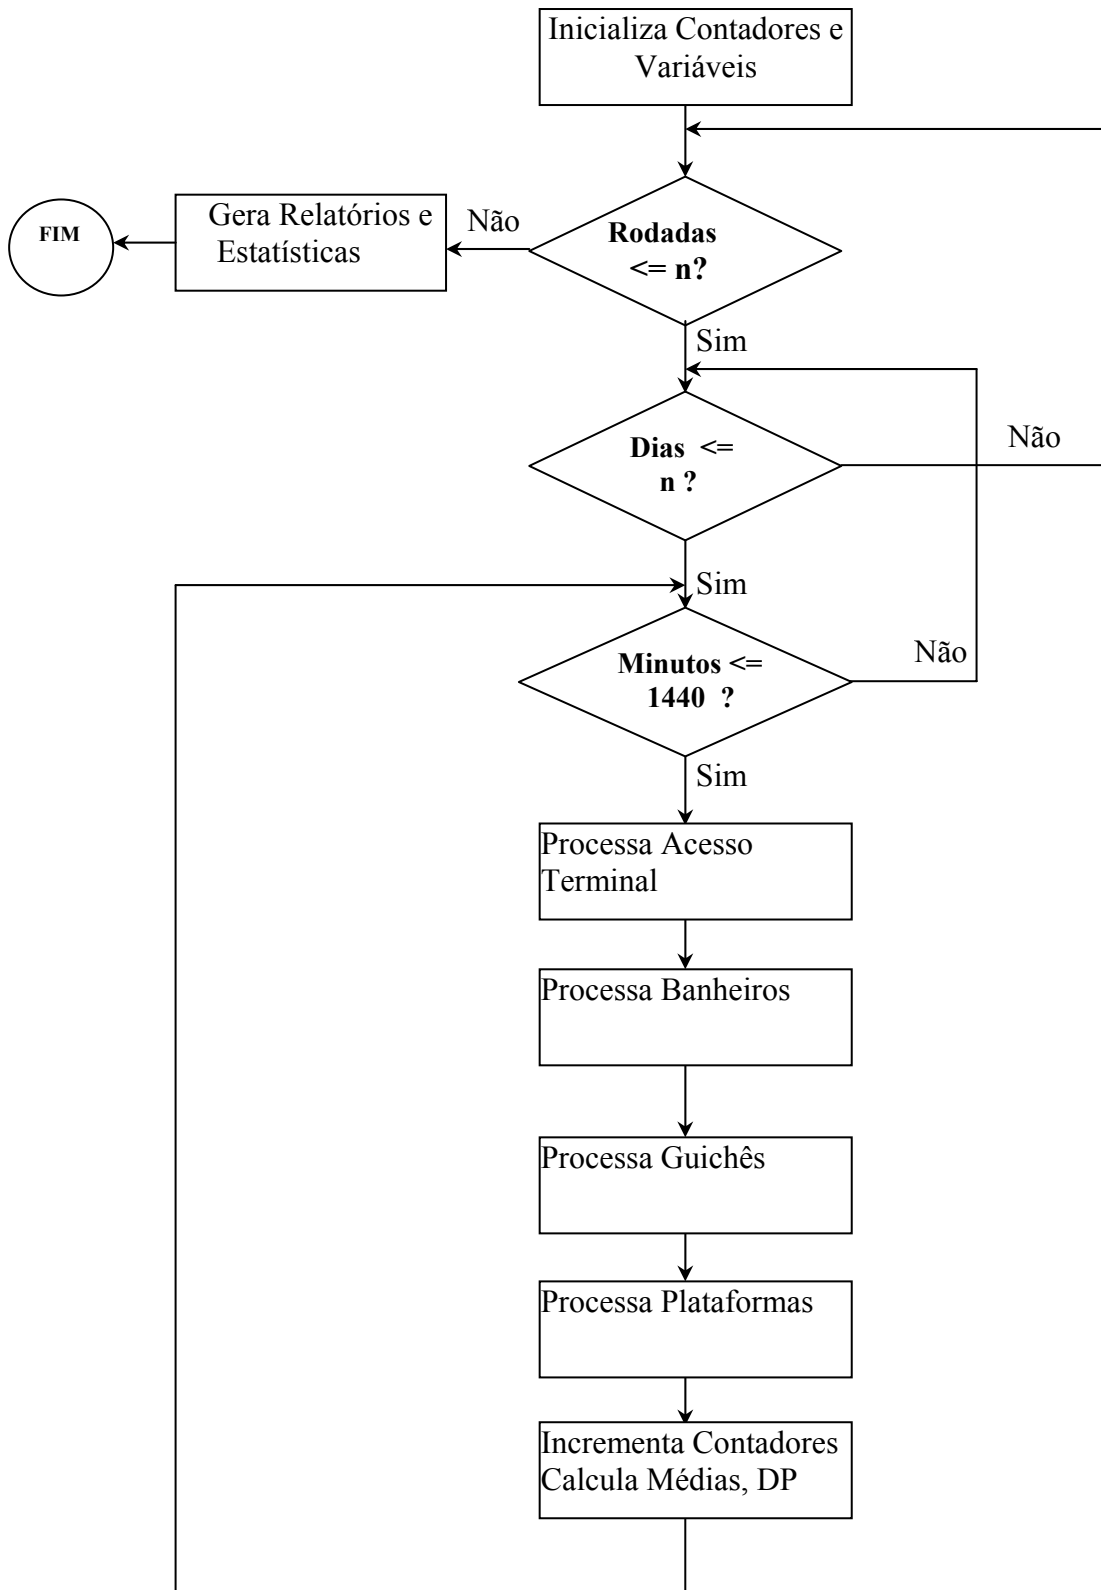 Inicializa Contadores e
Variáveis
Gera Relatórios e
Estatísticas
FIM
Não
Rodadas
<= n?
Sim
Dias <=
n ?
Não
Sim
Minutos <=
1440 ?
Não
Sim
Processa Acesso
Terminal
Processa Banheiros
Processa Guichês
Processa Plataformas
Incrementa Contadores
Calcula Médias, DP